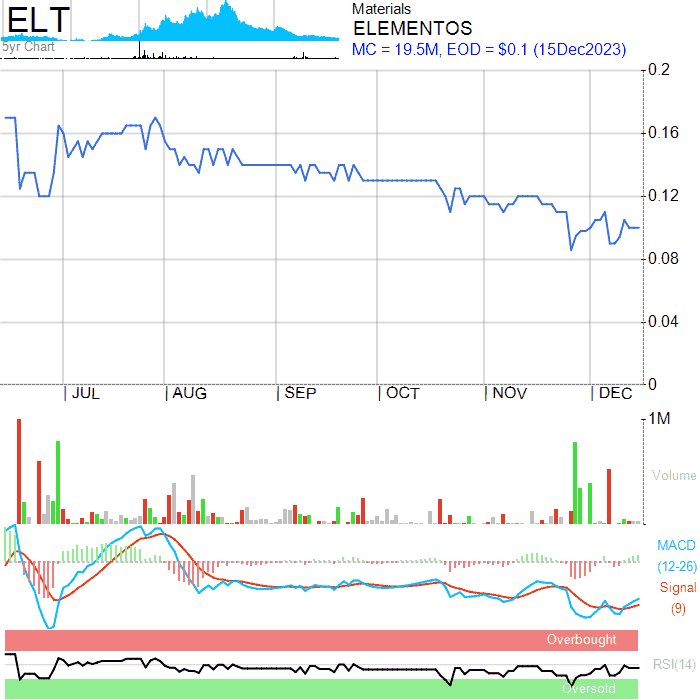 ELT
5yr Chart
Materials
ELEMENTOS
MC = 19.5M, EOD = $0.1 (15Dec2023)
0.2
0.16
0.12
0.08
0.04
0
JUL AUG SEP OCT NOV DEC
1M
Volume
MACD
(12-26)
Signal
(9)
Overbought
RSI(14)
Oversold